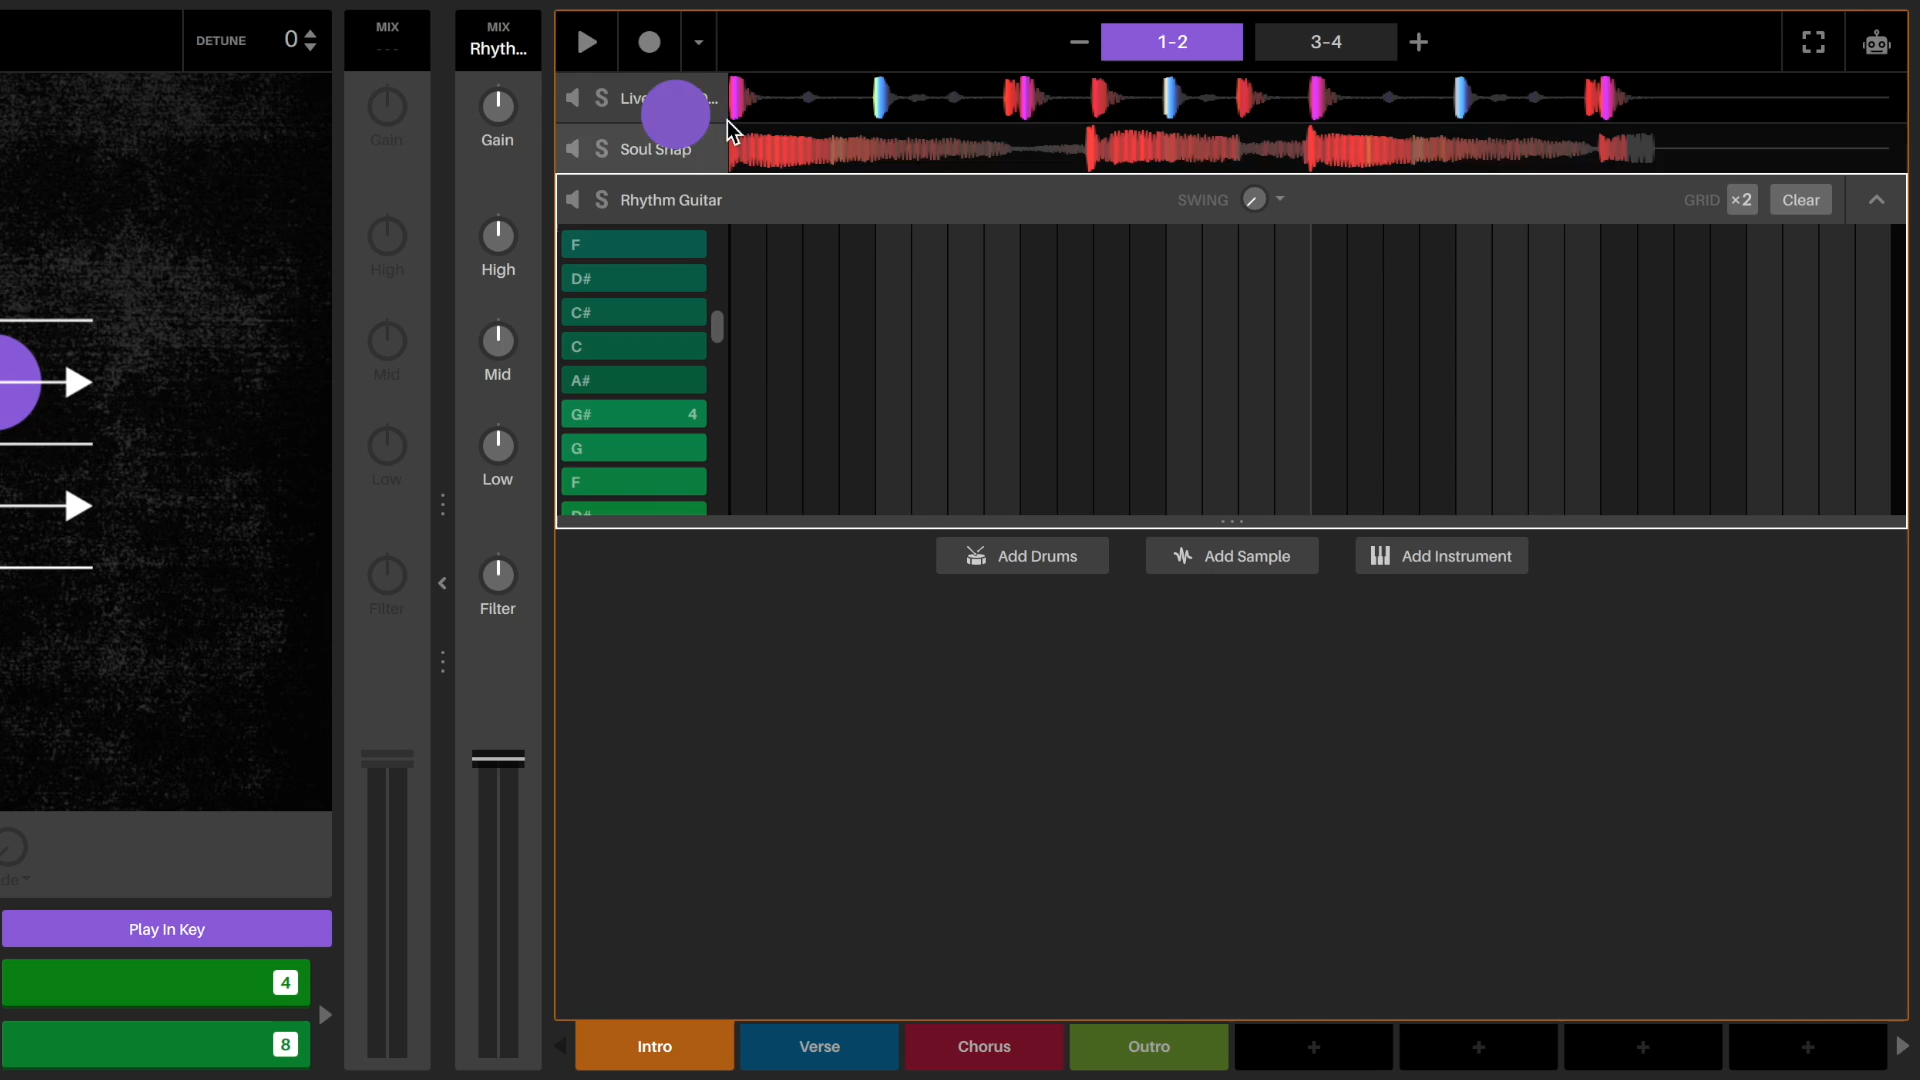 DETUNE 0
MIX
---
MIX
Rhyth...
1-2
3-4
Gain
High
Mid
Low
Filter
Gain
High
Mid
Low
Filter
S
S Soul Snap
S Rhythm Guitar
SWING
GRID ×2 Clear
F
D#
C#
C
A#
G# 4
G
F
D#
Add Drums
Add Sample
Add Instrument
Play In Key
4
8
Intro
Verse
Chorus
Outro